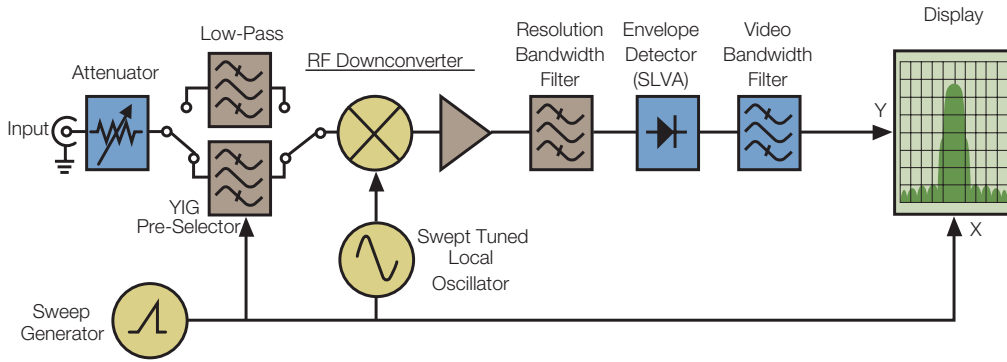 Low-Pass
Attenuator
Input
YIG
Pre-Selector
RF Downconverter
Swept Tuned
Local
Oscillator
Sweep
Generator
Resolution
Bandwidth
Filter
Envelope
Detector
(SLVA)
Video
Bandwidth
Filter
Display
Y
X